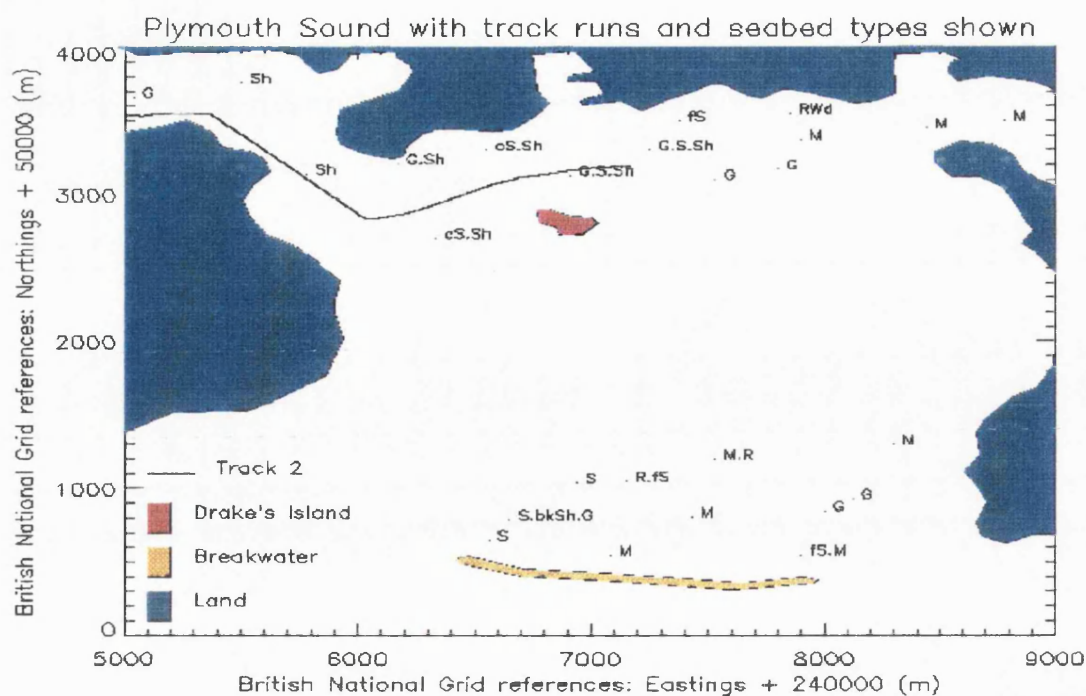 Plymouth Sound with track runs and seabed types shown
British National Grid references: Northings + 50000 (m)
4000
3000
2000
1000
0
G
Sh
fS
RWd
M
M
M
Sh
G.Sh
cS.Sh
G.S.Sh
G.S.Sh
G
G
cS.Sh
M
M.R
S
R.fS
G
G
S.bkSh.G
M
S
M
fS.M
Track 2
Drake's Island
Breakwater
Land
5000
6000
7000
8000
9000
British National Grid references: Eastings + 240000 (m)